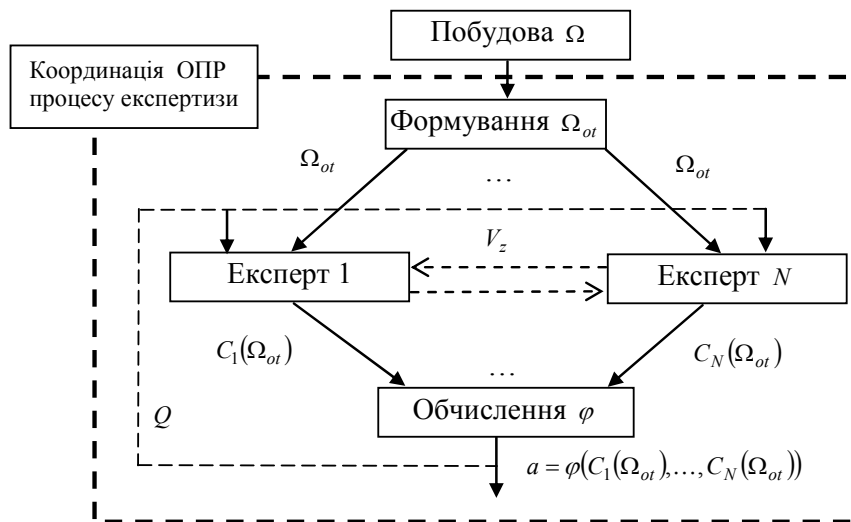 Побудова Ω
Координація ОПР
процесу експертизи
Формування Ω_ot
Ω_ot
...
Ω_ot
V_z
Експерт 1
Експерт N
C_1(Ω_ot)
C_N(Ω_ot)
...
Обчислення φ
Q
a = φ(C_1(Ω_ot),...,C_N(Ω_ot))